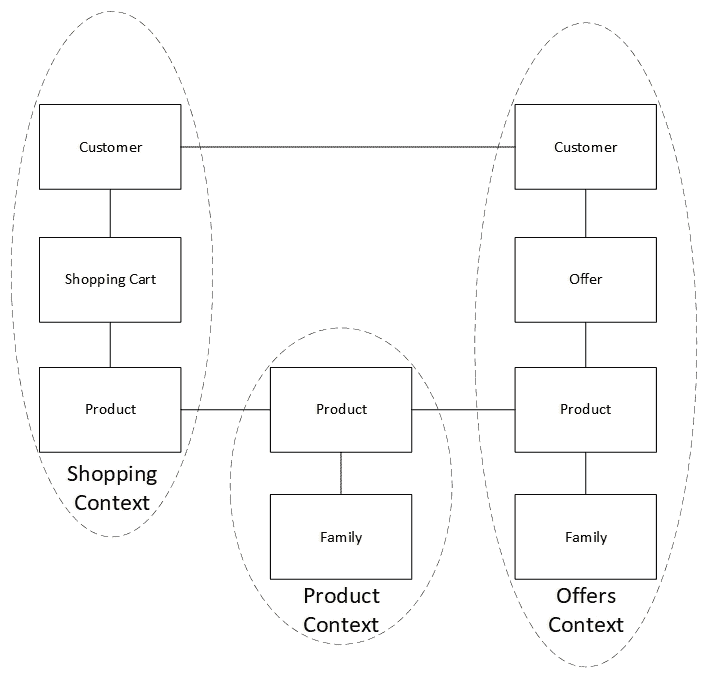 Customer
Shopping Cart
Product
Shopping
Context
Product
Family
Product
Context
Customer
Offer
Product
Family
Offers
Context